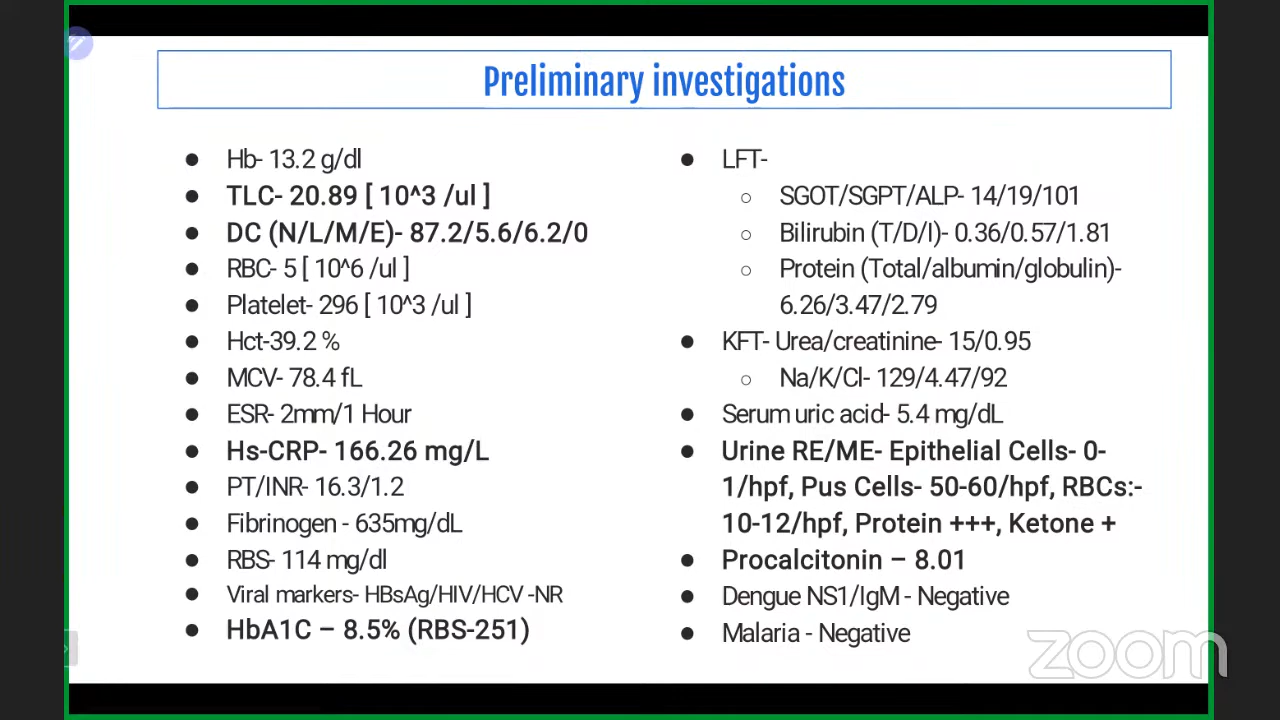 Preliminary investigations
Hb- 13.2 g/dl
TLC- 20.89 [ 10^3 /ul ]
DC (N/L/M/E)- 87.2/5.6/6.2/0
RBC- 5 [ 10^6 /ul ]
Platelet- 296 [ 10^3 /ul ]
Hct-39.2 %
MCV- 78.4 fL
ESR- 2mm/1 Hour
Hs-CRP- 166.26 mg/L
PT/INR- 16.3/1.2
Fibrinogen - 635mg/dL
RBS- 114 mg/dl
Viral markers- HBsAg/HIV/HCV -NR
HbA1C – 8.5% (RBS-251)
LFT-
SGOT/SGPT/ALP- 14/19/101
Bilirubin (T/D/I)- 0.36/0.57/1.81
Protein (Total/albumin/globulin)-
6.26/3.47/2.79
KFT- Urea/creatinine- 15/0.95
Na/K/Cl- 129/4.47/92
Serum uric acid- 5.4 mg/dL
Urine RE/ME- Epithelial Cells- 0-
1/hpf, Pus Cells- 50-60/hpf, RBCs:-
10-12/hpf, Protein +++, Ketone +
Procalcitonin – 8.01
Dengue NS1/IgM - Negative
Malaria - Negative
zoom